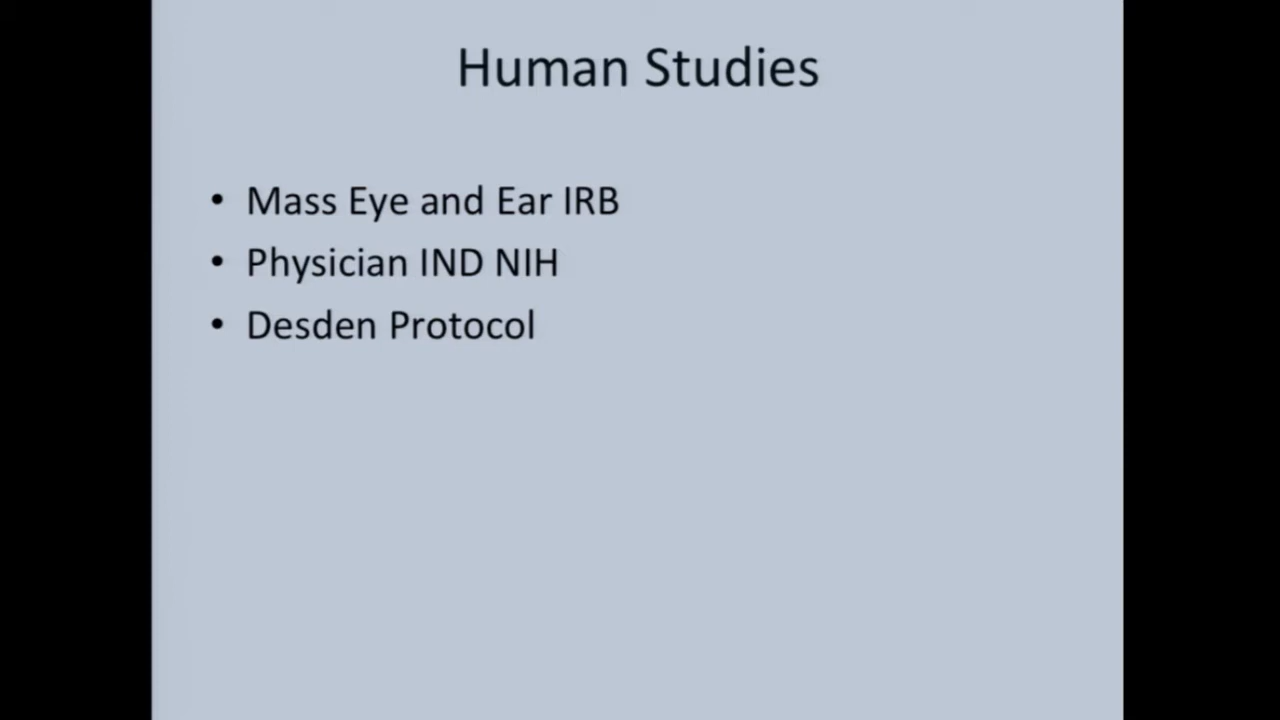 Human Studies
• Mass Eye and Ear IRB
• Physician IND NIH
• Desden Protocol